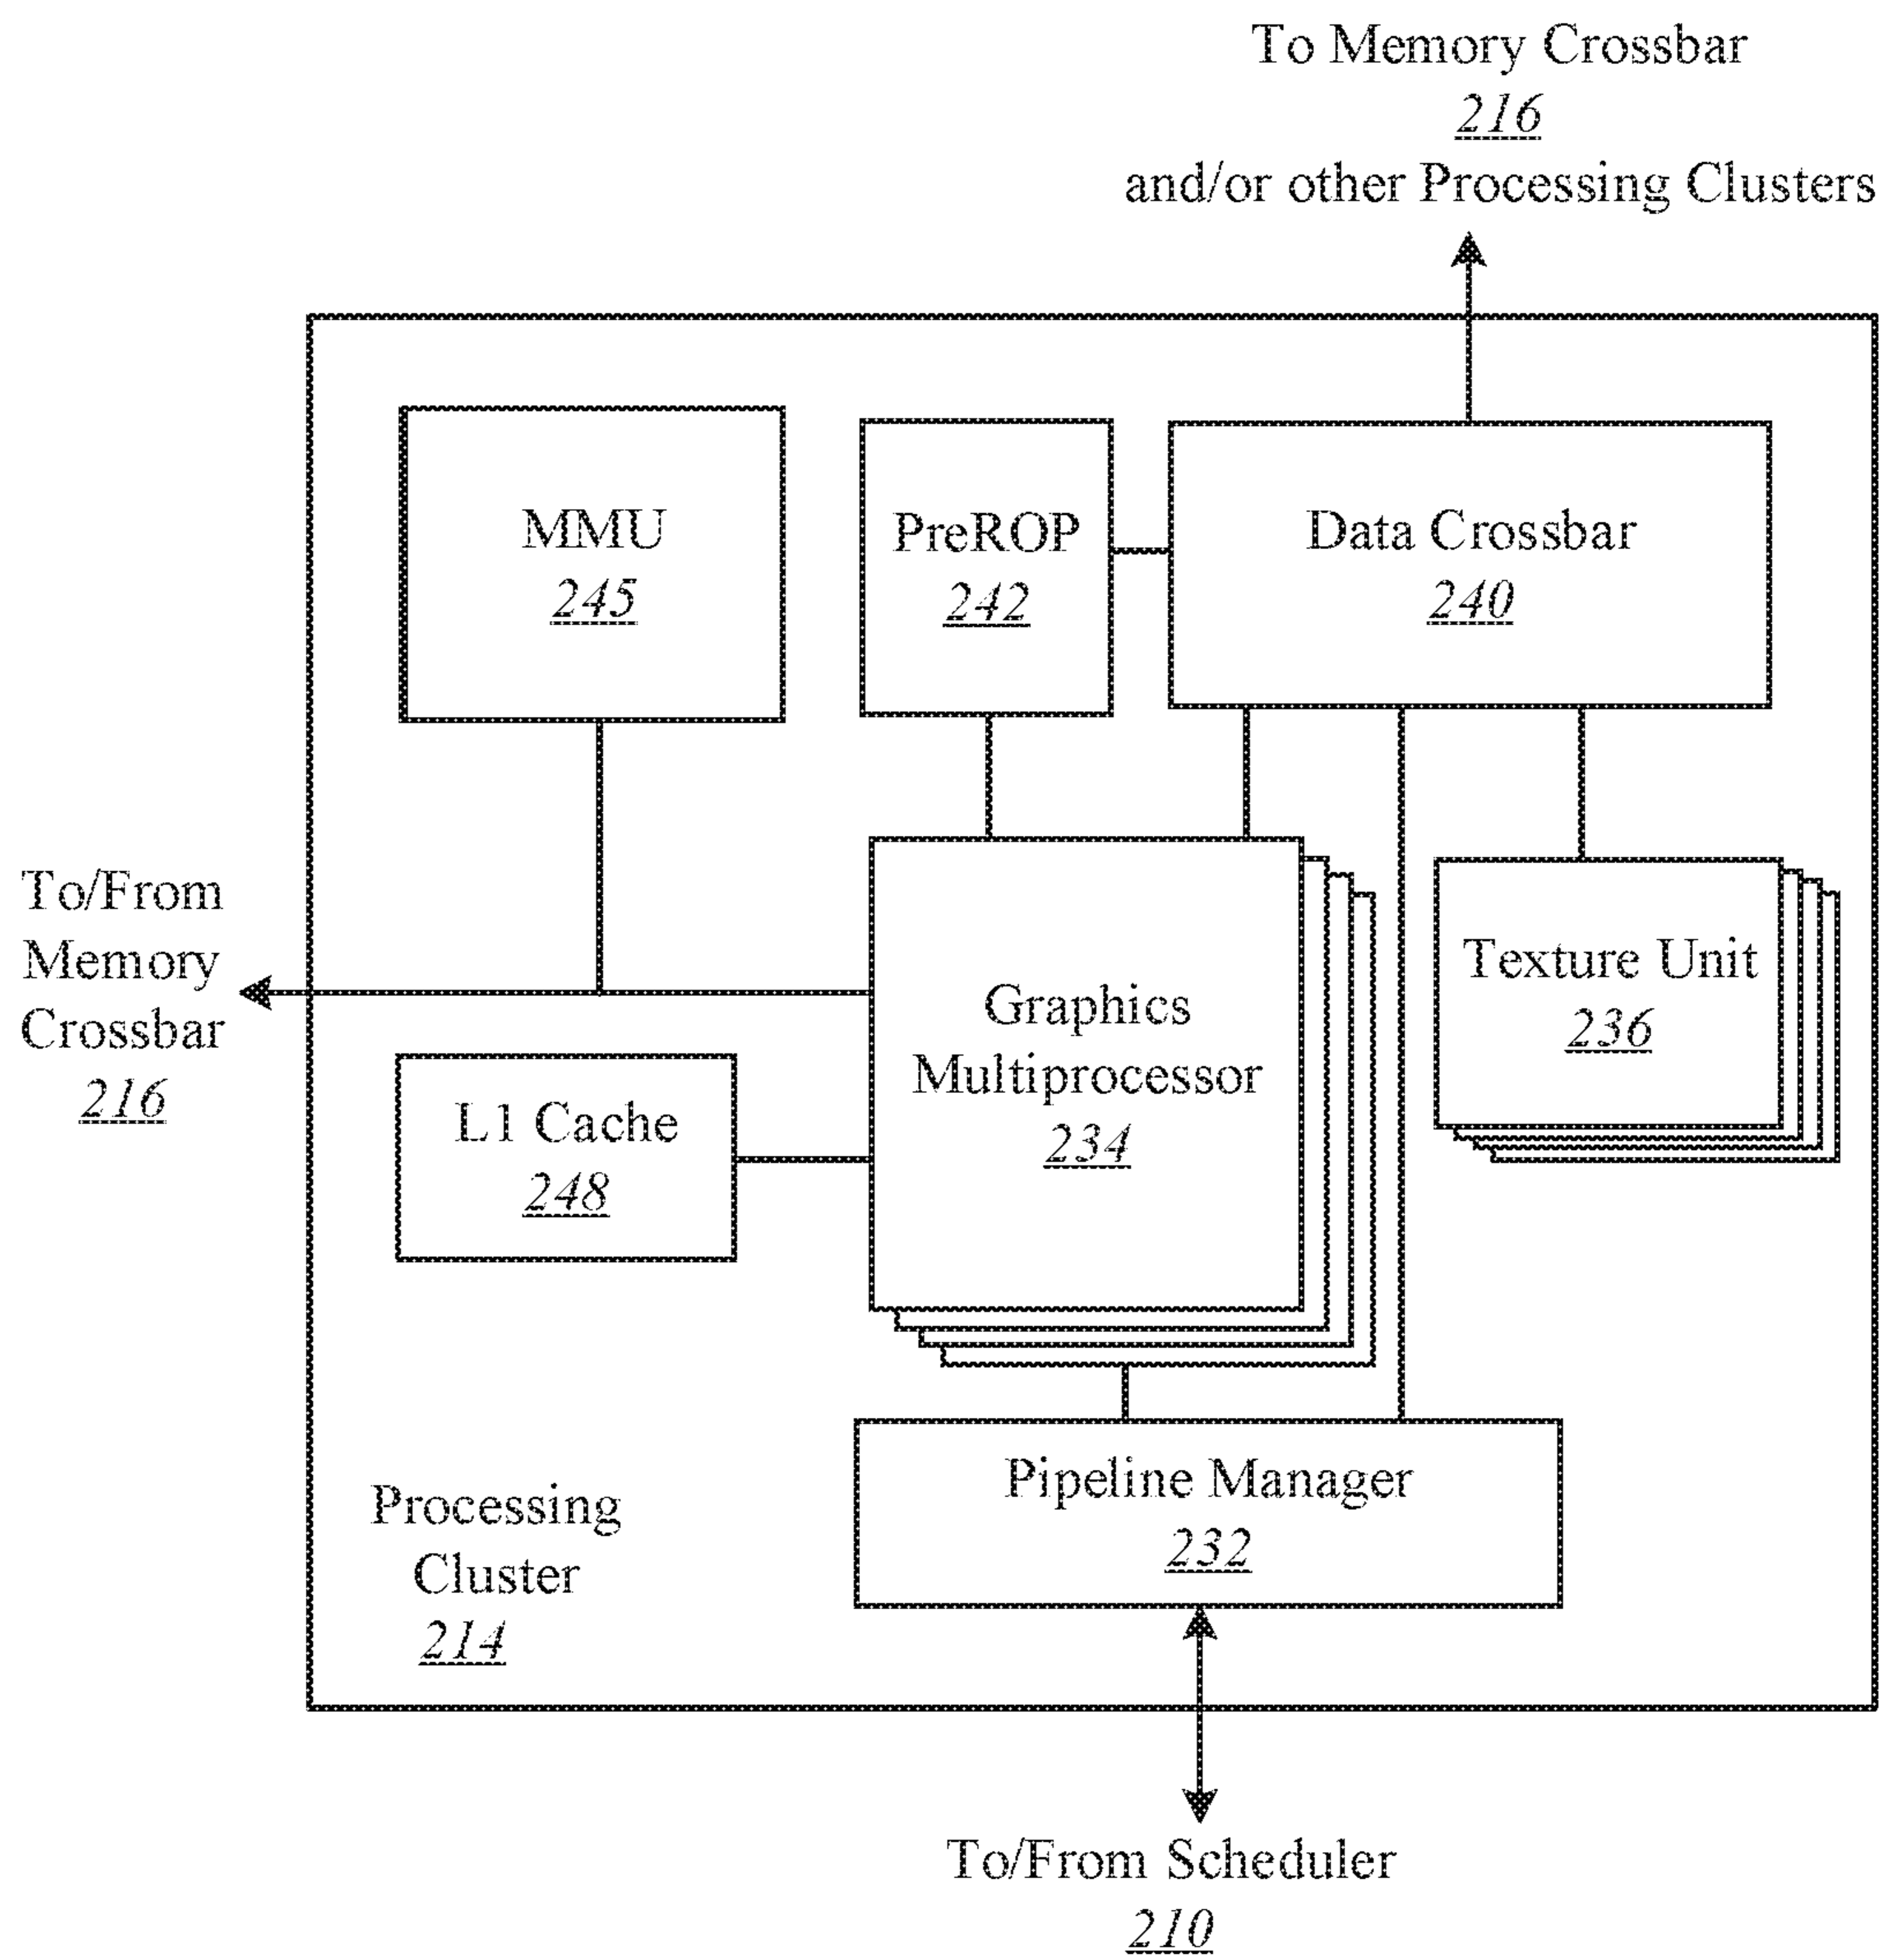 To Memory Crossbar
216
and/or other Processing Clusters
MMU
245
PreROP
242
Data Crossbar
240
To/From
Memory
Crossbar
216
Graphics
Multiprocessor
234
Texture Unit
236
L1 Cache
248
Pipeline Manager
232
Processing
Cluster
214
To/From Scheduler
210